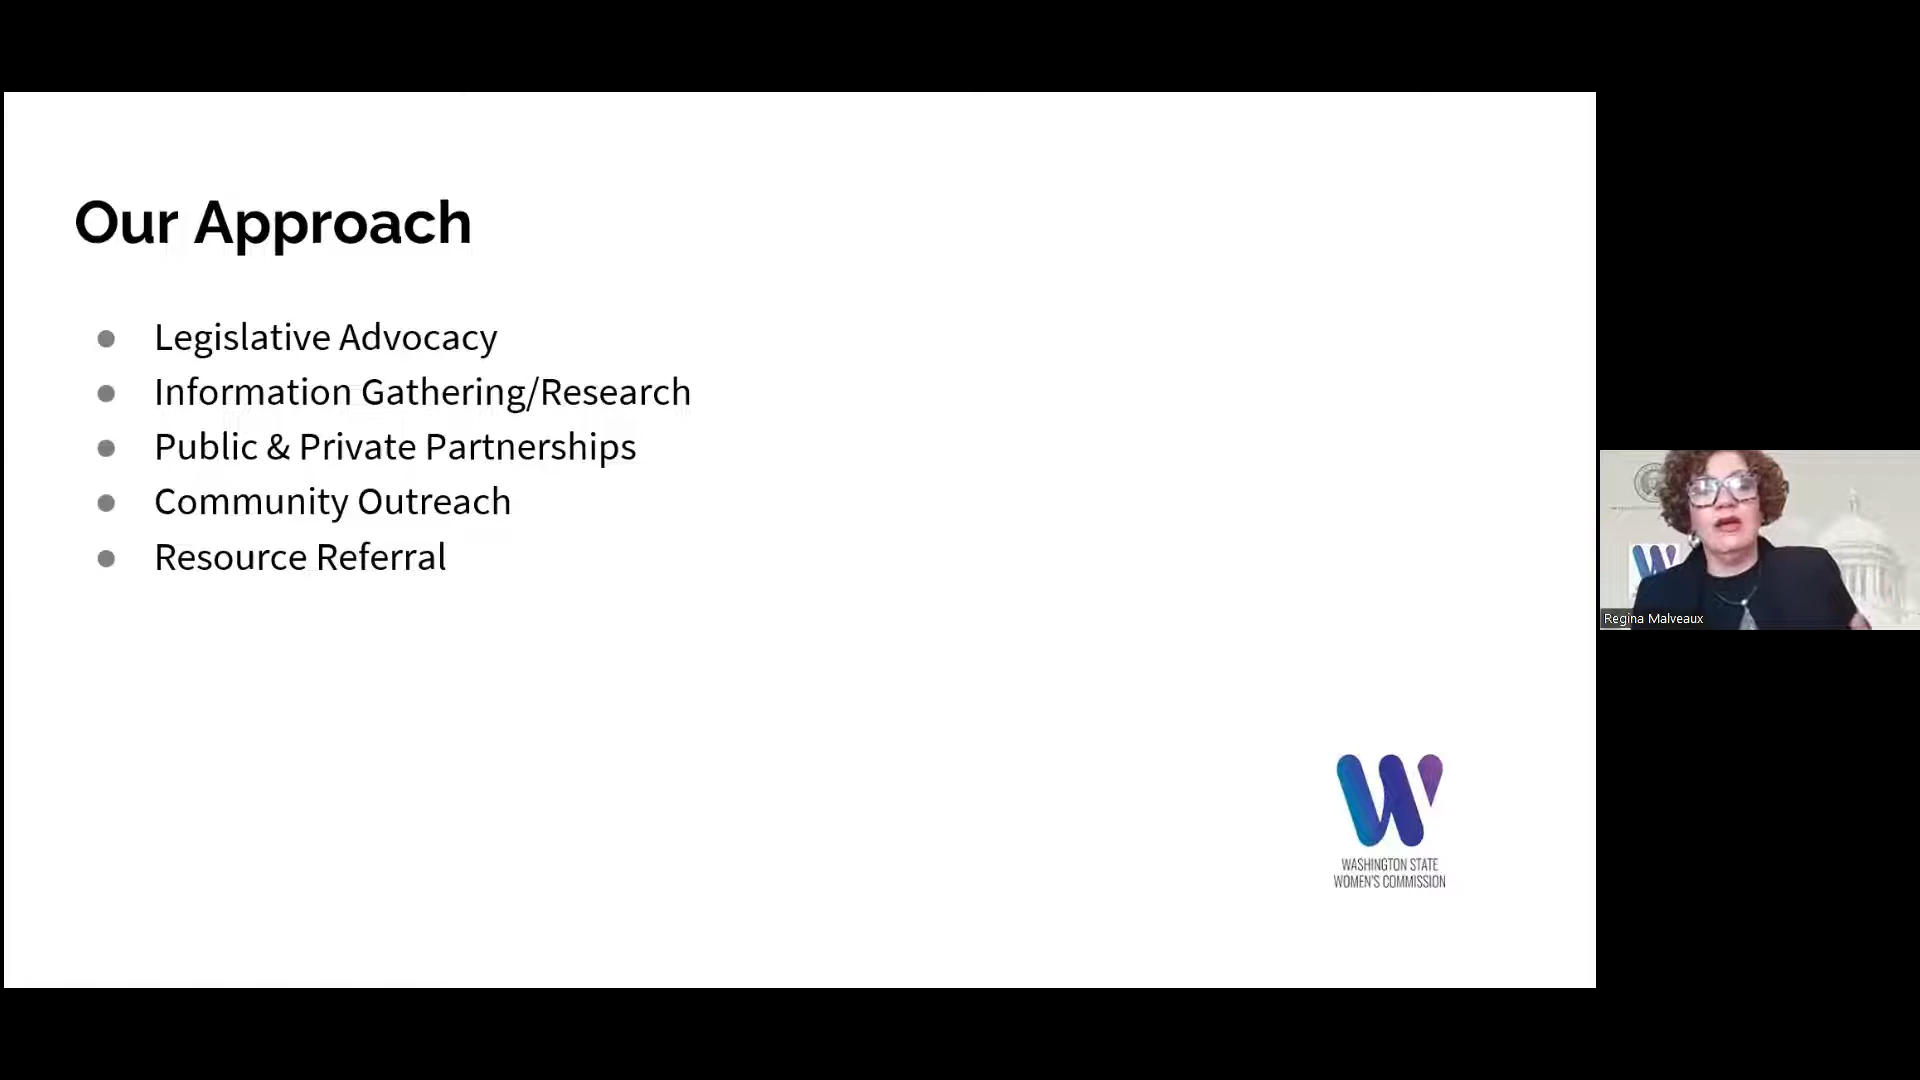 Our Approach
Legislative Advocacy
Information Gathering/Research
Public & Private Partnerships
Community Outreach
Resource Referral
WASHINGTON STATE
WOMEN'S COMMISSION
Regina Malveaux